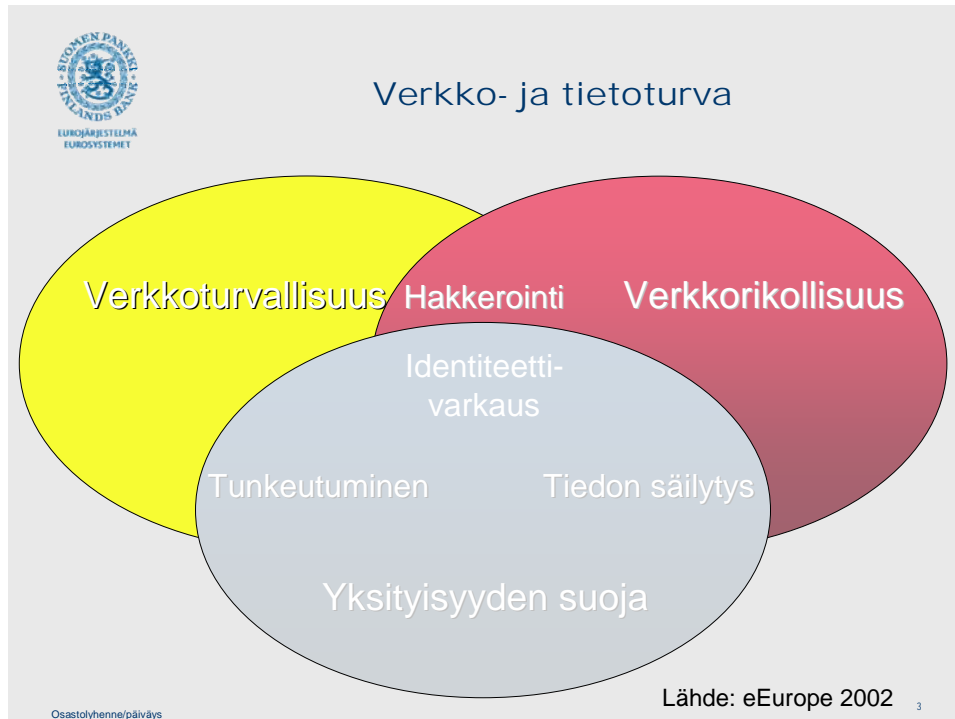 SUOMEN PANKKI
FINLANDS BANK
EUROJÄRJESTELMÄ
EUROSYSTEMET
Verkko- ja tietoturva
Verkkoturvallisuus
Hakkerointi
Verkkorikollisuus
Identiteetti-
varkaus
Tunkeutuminen
Tiedon säilytys
Yksityisyyden suoja
Lähde: eEurope 2002
3
Osastolyhenne/päiväys